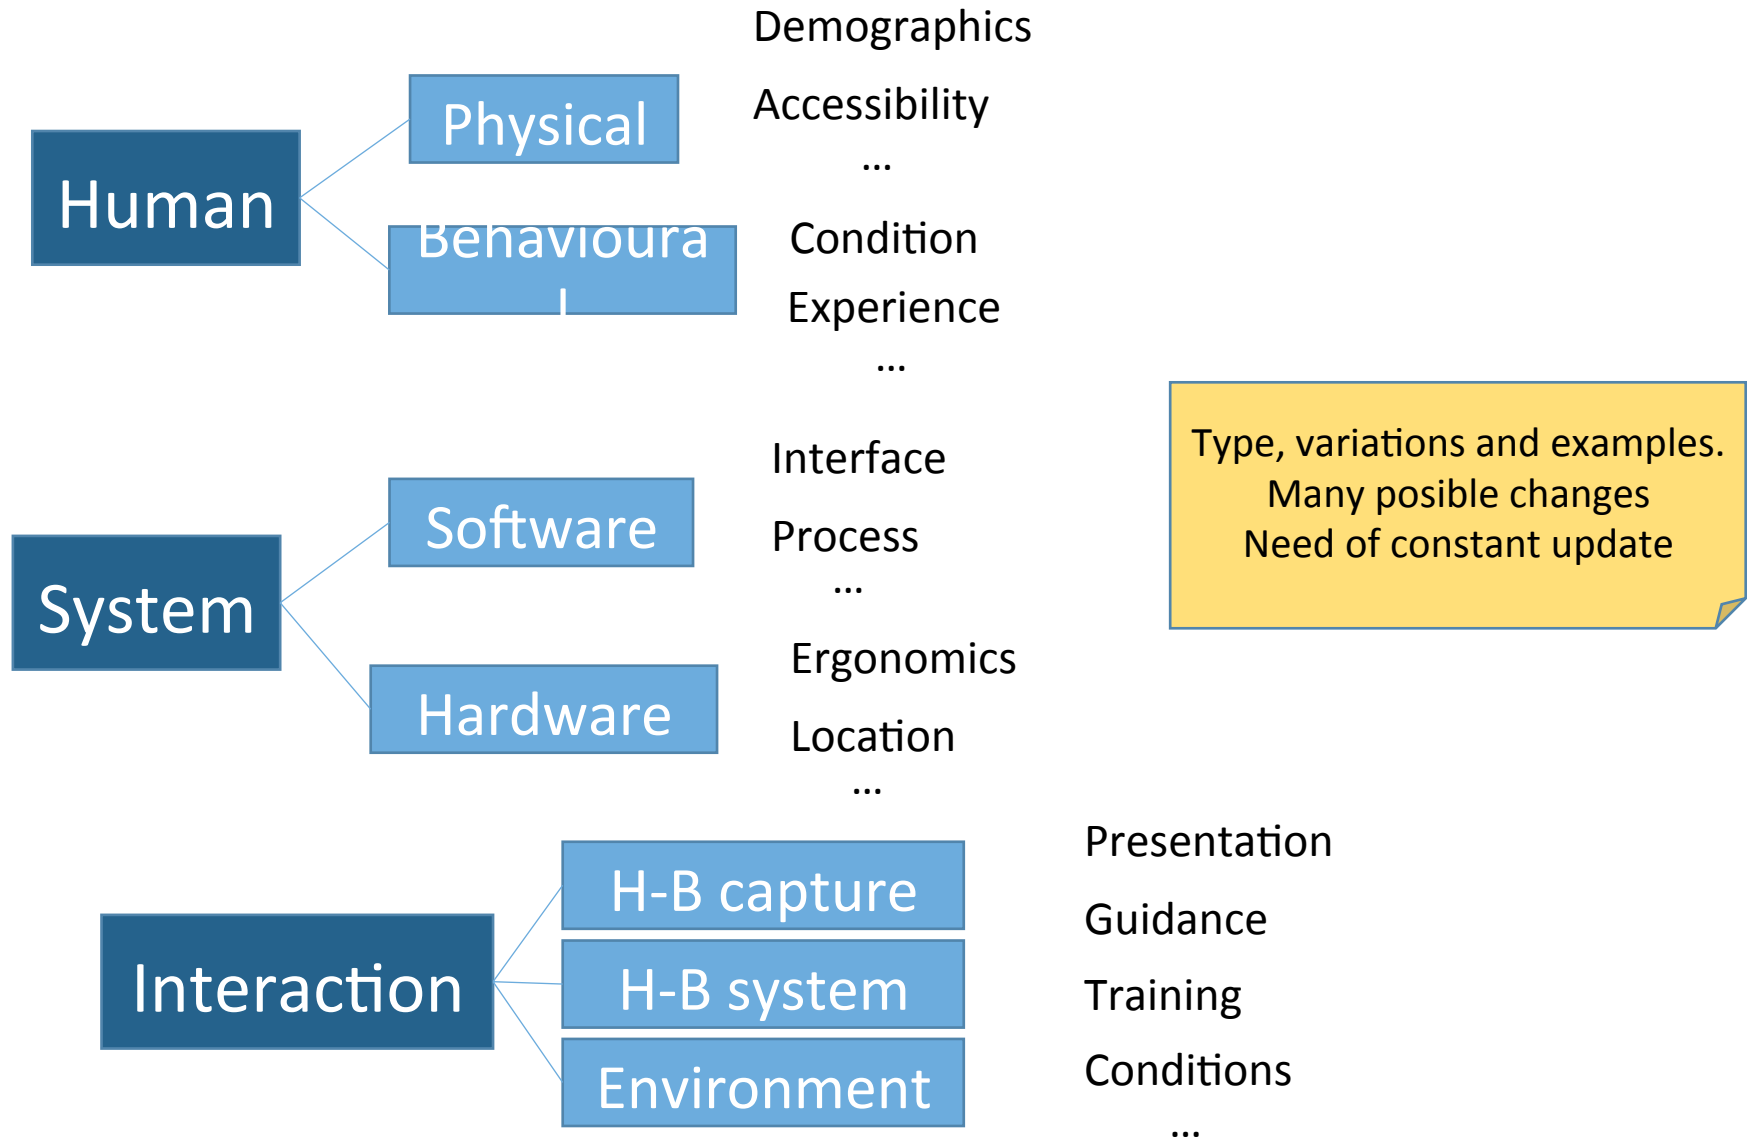 Human
Physical
Demographics
Accessibility
...
Behavioura
l
Condition
Experience
...
System
Software
Interface
Process
...
Hardware
Ergonomics
Location
...
Type, variations and examples.
Many posible changes
Need of constant update
Interaction
H-B capture
H-B system
Environment
Presentation
Guidance
Training
Conditions
...